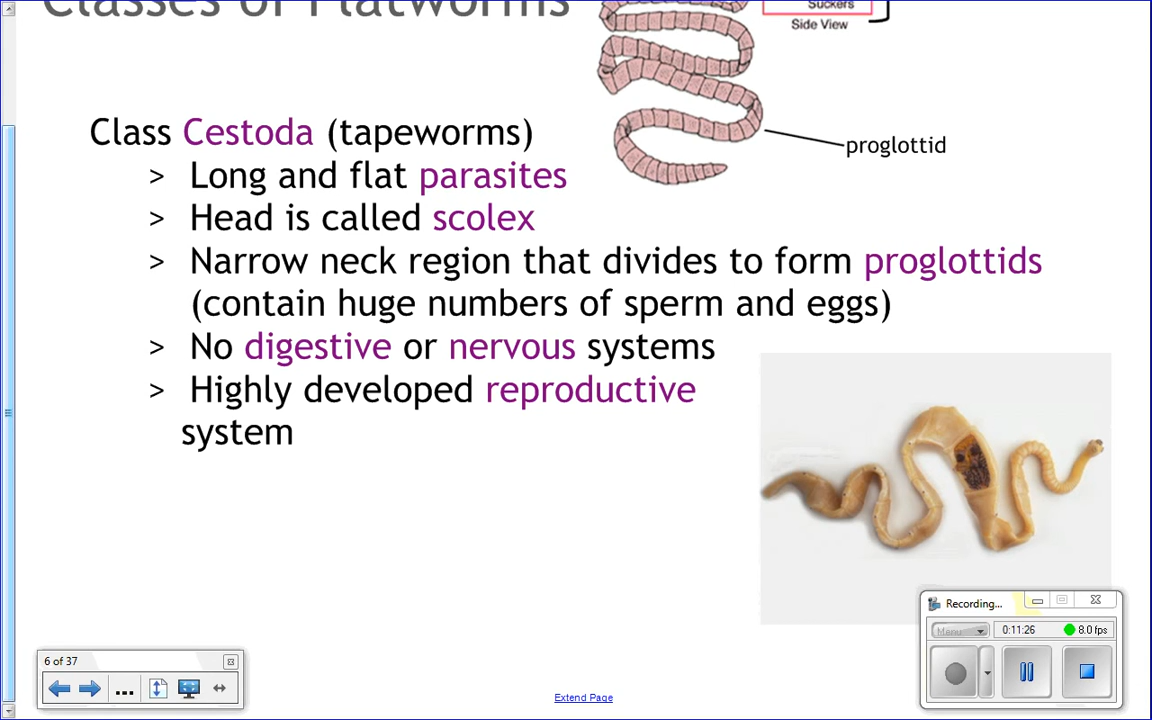 Classes of Flatworms
Suckers
Side View
proglottid
Class Cestoda (tapeworms)
> Long and flat parasites
> Head is called scolex
> Narrow neck region that divides to form proglottids
(contain huge numbers of sperm and eggs)
> No digestive or nervous systems
> Highly developed reproductive
system
Recording...
Menu
0:11:26
8.0 fps
6 of 37
...
Extend Page